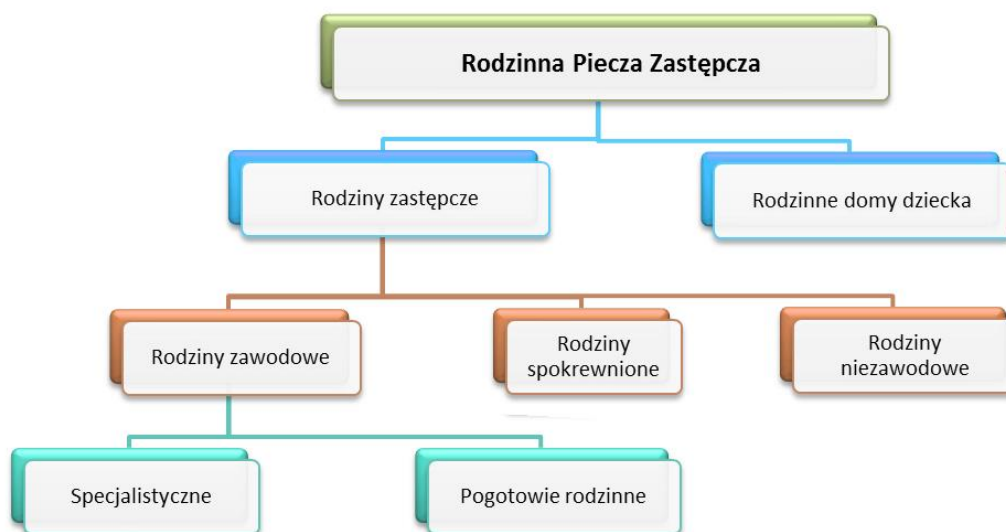 Rodzinna Piecza Zastępcza
Rodziny zastępcze
Rodzinne domy dziecka
Rodziny zawodowe
Rodziny
spokrewnione
Rodziny
niezawodowe
Specjalistyczne
Pogotowie rodzinne